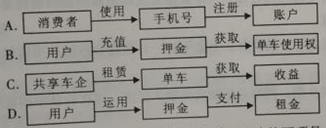 A. 消费者 使用 手机号 注册 账户
B. 用户 充值 押金 获取 单车使用权
C. 共享车企 租赁 单车 获取 收益
D. 用户 运用 押金 支付 租金